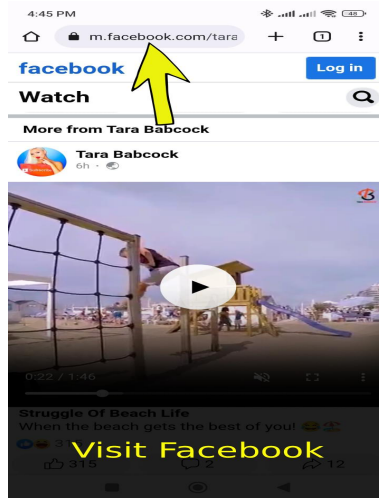 4:45 PM
48
m.facebook.com/tara
1
facebook
Log in
Watch
More from Tara Babcock
Tara Babcock
6h
0:22 / 1:46
Struggle Of Beach Life
When the beach gets the best of you!
315
2
12
Visit Facebook